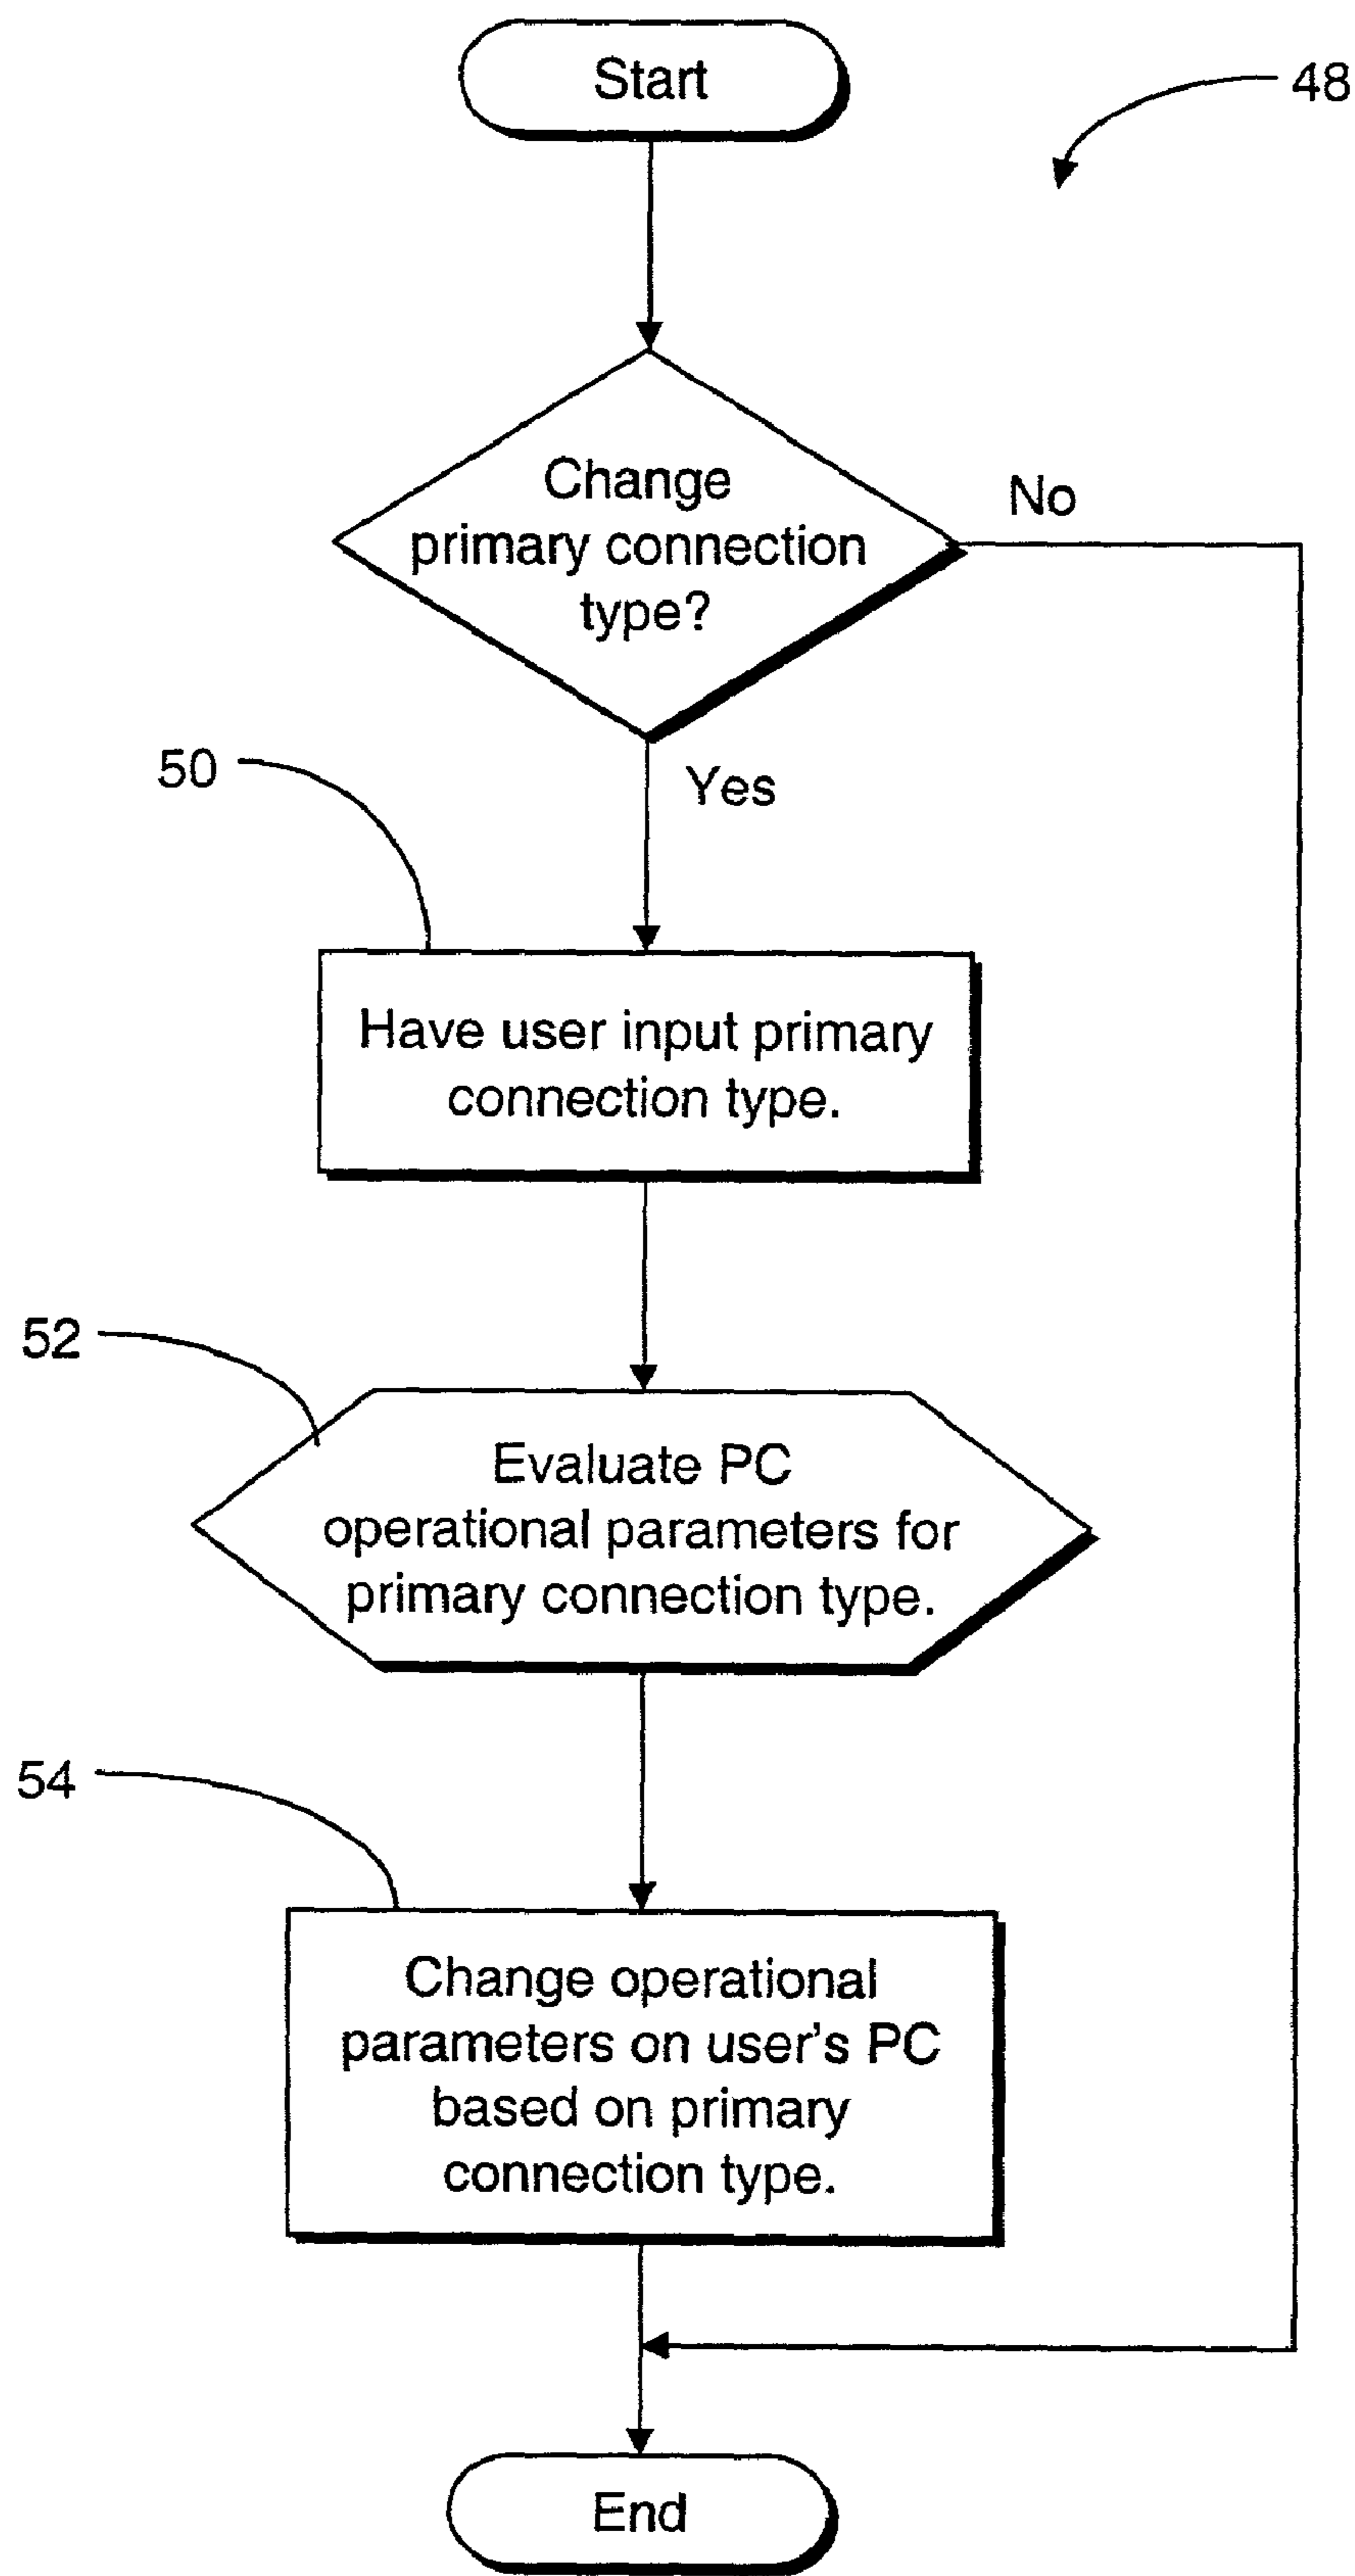 Start
48
Change
primary connection
type?
No
Yes
50
Have user input primary
connection type.
52
Evaluate PC
operational parameters for
primary connection type.
54
Change operational
parameters on user's PC
based on primary
connection type.
End